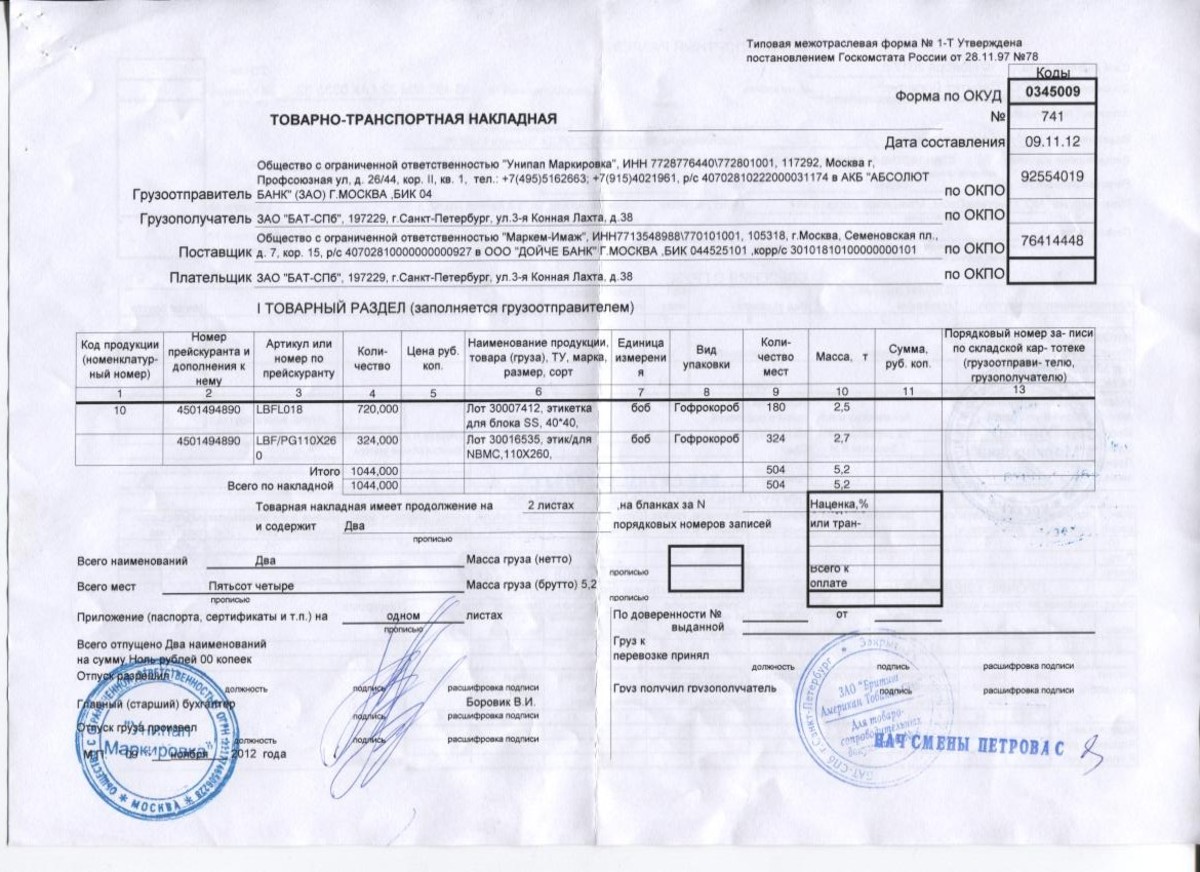 Типовая межотраслевая форма № 1-Т Утверждена
постановлением Госкомстата России от 28.11.97 №78
Коды
Форма по ОКУД 0345009
ТОВАРНО-ТРАНСПОРТНАЯ НАКЛАДНАЯ № 741
Дата составления 09.11.12
Общество с ограниченной ответственностью "Унипап Маркировка", ИНН 7728776440\772801001, 117292, Москва г,
Профсоюзная ул, д. 26/44, кор. II, кв. 1, тел.: +7(495)5162663; +7(915)4021961, р/с 40702810222000031174 в АКБ "АБСОЛЮТ
Грузоотправитель БАНК" (ЗАО) Г.МОСКВА ,БИК 04 по ОКПО 92554019
Грузополучатель ЗАО "БАТ-СПб", 197229, г.Санкт-Петербург, ул.3-я Конная Лахта, д.38 по ОКПО
Общество с ограниченной ответственностью "Маркем-Имаж", ИНН7713548988\770101001, 105318, г.Москва, Семеновская пл.,
Поставщик д. 7, кор. 15, р/с 40702810000000000927 в ООО "ДОЙЧЕ БАНК" Г.МОСКВА ,БИК 044525101 ,корр/с 30101810100000000101 по ОКПО 76414448
Плательщик ЗАО "БАТ-СПб", 197229, г.Санкт-Петербург, ул.3-я Конная Лахта, д.38 по ОКПО
I ТОВАРНЫЙ РАЗДЕЛ (заполняется грузоотправителем)
Код продукции (номенклатур-ный номер) Номер прейскуранта и дополнения к нему Артикул или номер по прейскуранту Коли-чество Цена руб. коп. Наименование продукции, товара (груза), ТУ, марка, размер, сорт Единица измерени я Вид упаковки Коли-чество мест Масса, т Сумма, руб. коп. Порядковый номер за- писи по складской кар- тотеке (грузоотправи- телю, грузополучателю)
1 2 3 4 5 6 7 8 9 10 11 13
10 4501494890 LBFL018 720,000 Лот 30007412, этикетка для блока SS, 40*40, боб Гофрокороб 180 2,5
4501494890 LBF/PG110X26 0 324,000 Лот 30016535, этик/для NBMC,110X260, боб Гофрокороб 324 2,7
Итого 1044,000 504 5,2
Всего по накладной 1044,000 504 5,2
Товарная накладная имеет продолжение на 2 листах ,на бланках за N Наценка,%
и содержит Два порядковых номеров записей или тран-
прописью
Всего наименований Два Масса груза (нетто) прописью Всего к
Всего мест Пятьсот четыре Масса груза (брутто) 5,2 оплате
прописью прописью
Приложение (паспорта, сертификаты и т.п.) на одном листах По доверенности № от
прописью выданной
Всего отпущено Два наименований Груз к
на сумму Ноль рублей 00 копеек перевозке принял
должность подпись расшифровка подписи
Отпуск разрешил
должность подпись расшифровка подписи Груз получил грузополучатель подпись расшифровка подписи
Главный (старший) бухгалтер Боровик В.И.
подпись расшифровка подписи
Отпуск груза произвел
должность подпись расшифровка подписи
М.П. 09 ноября 2012 года
"Унипап Маркировка"
МОСКВА
ЗАО "Бритиш
Американ
Для товаро-
сопроводительных
БАТ-СПб г.Санкт-Петербург
НАЧ СМЕНЫ ПЕТРОВА С